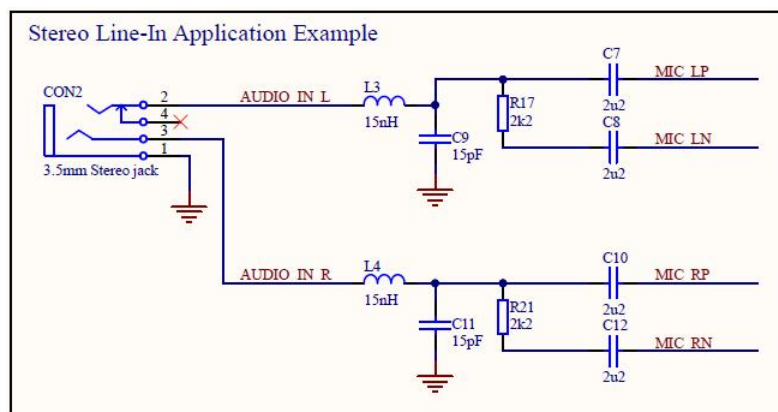 Stereo Line-In Application Example
CON2
2
4
3
1
3.5mm Stereo jack
AUDIO IN L
L3
15nH
C9
15pF
R17
2k2
C7
2u2
MIC LP
C8
2u2
MIC LN
AUDIO IN R
L4
15nH
C11
15pF
R21
2k2
C10
2u2
MIC RP
C12
2u2
MIC RN